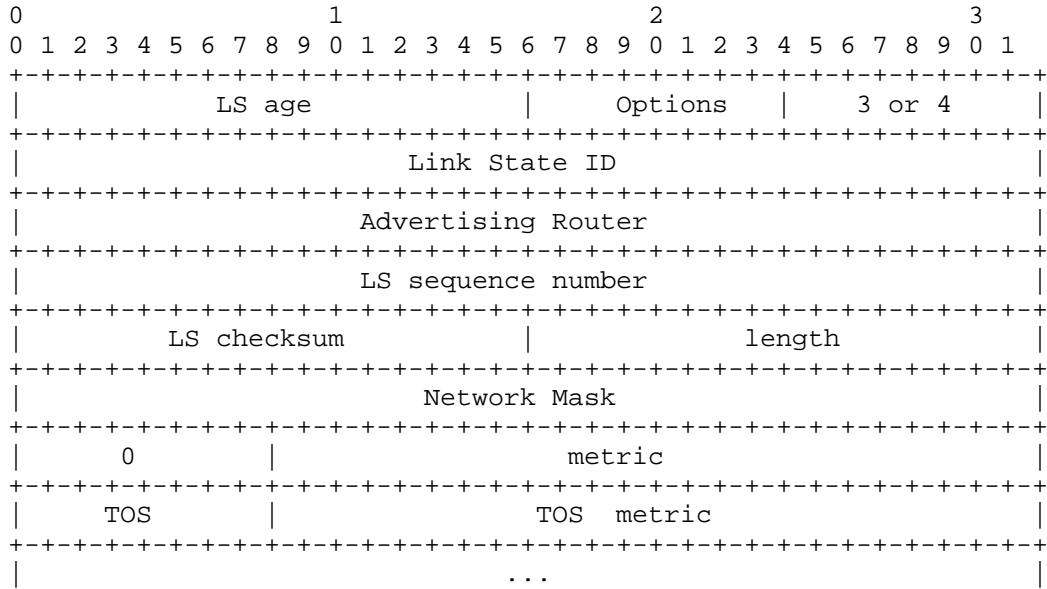 0                   1                   2                   3
0 1 2 3 4 5 6 7 8 9 0 1 2 3 4 5 6 7 8 9 0 1 2 3 4 5 6 7 8 9 0 1
+-+-+-+-+-+-+-+-+-+-+-+-+-+-+-+-+-+-+-+-+-+-+-+-+-+-+-+-+-+-+-+-+
|            LS age             |     Options   |    3 or 4     |
+-+-+-+-+-+-+-+-+-+-+-+-+-+-+-+-+-+-+-+-+-+-+-+-+-+-+-+-+-+-+-+-+
|                        Link State ID                          |
+-+-+-+-+-+-+-+-+-+-+-+-+-+-+-+-+-+-+-+-+-+-+-+-+-+-+-+-+-+-+-+-+
|                     Advertising Router                        |
+-+-+-+-+-+-+-+-+-+-+-+-+-+-+-+-+-+-+-+-+-+-+-+-+-+-+-+-+-+-+-+-+
|                     LS sequence number                        |
+-+-+-+-+-+-+-+-+-+-+-+-+-+-+-+-+-+-+-+-+-+-+-+-+-+-+-+-+-+-+-+-+
|         LS checksum           |             length            |
+-+-+-+-+-+-+-+-+-+-+-+-+-+-+-+-+-+-+-+-+-+-+-+-+-+-+-+-+-+-+-+-+
|                         Network Mask                          |
+-+-+-+-+-+-+-+-+-+-+-+-+-+-+-+-+-+-+-+-+-+-+-+-+-+-+-+-+-+-+-+-+
|      0        |                  metric                       |
+-+-+-+-+-+-+-+-+-+-+-+-+-+-+-+-+-+-+-+-+-+-+-+-+-+-+-+-+-+-+-+-+
|     TOS       |                TOS  metric                    |
+-+-+-+-+-+-+-+-+-+-+-+-+-+-+-+-+-+-+-+-+-+-+-+-+-+-+-+-+-+-+-+-+
|                              ...                              |